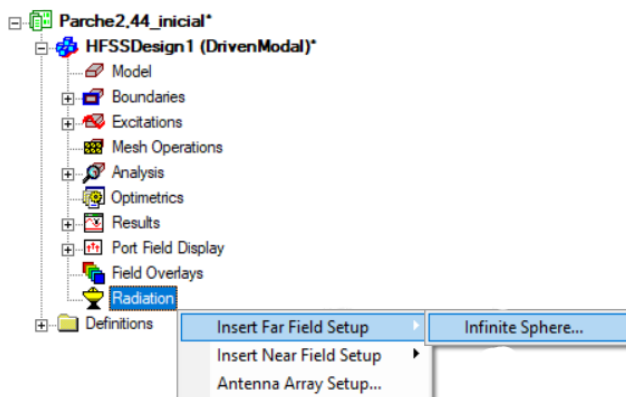 Parche2,44_inicial*
HFSSDesign1 (DrivenModal)*
Model
Boundaries
Excitations
Mesh Operations
Analysis
Optimetrics
Results
Port Field Display
Field Overlays
Radiation
Definitions
Insert Far Field Setup
Infinite Sphere...
Insert Near Field Setup
Antenna Array Setup...